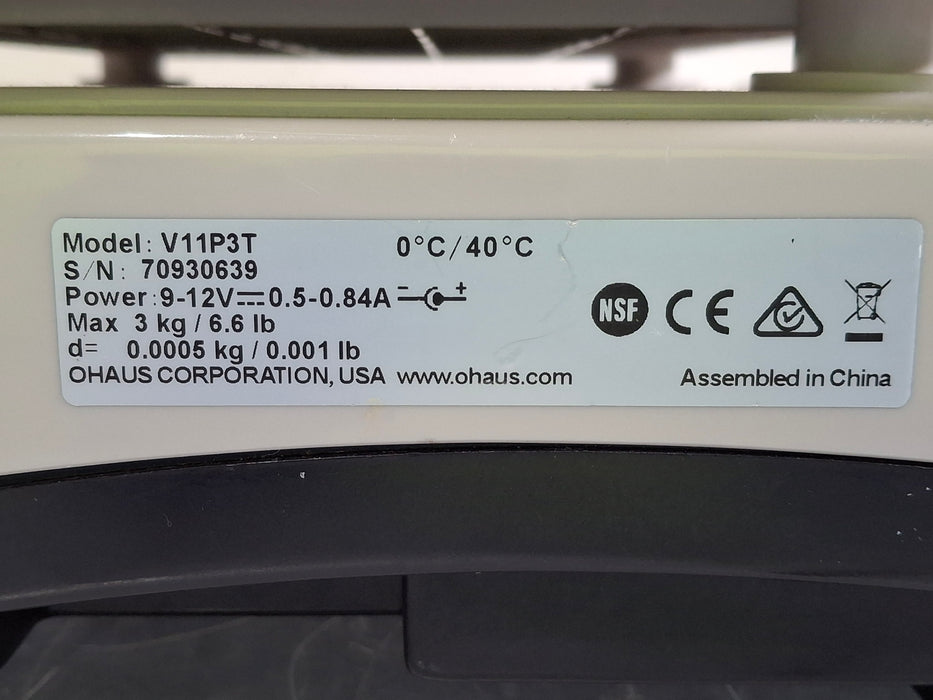 Model: V11P3T 0°C/40°C
S/N: 70930639
Power:9-12V⎓0.5-0.84A - +
Max 3 kg / 6.6 lb
d= 0.0005 kg / 0.001 lb
NSF CE
OHAUS CORPORATION, USA www.ohaus.com Assembled in China